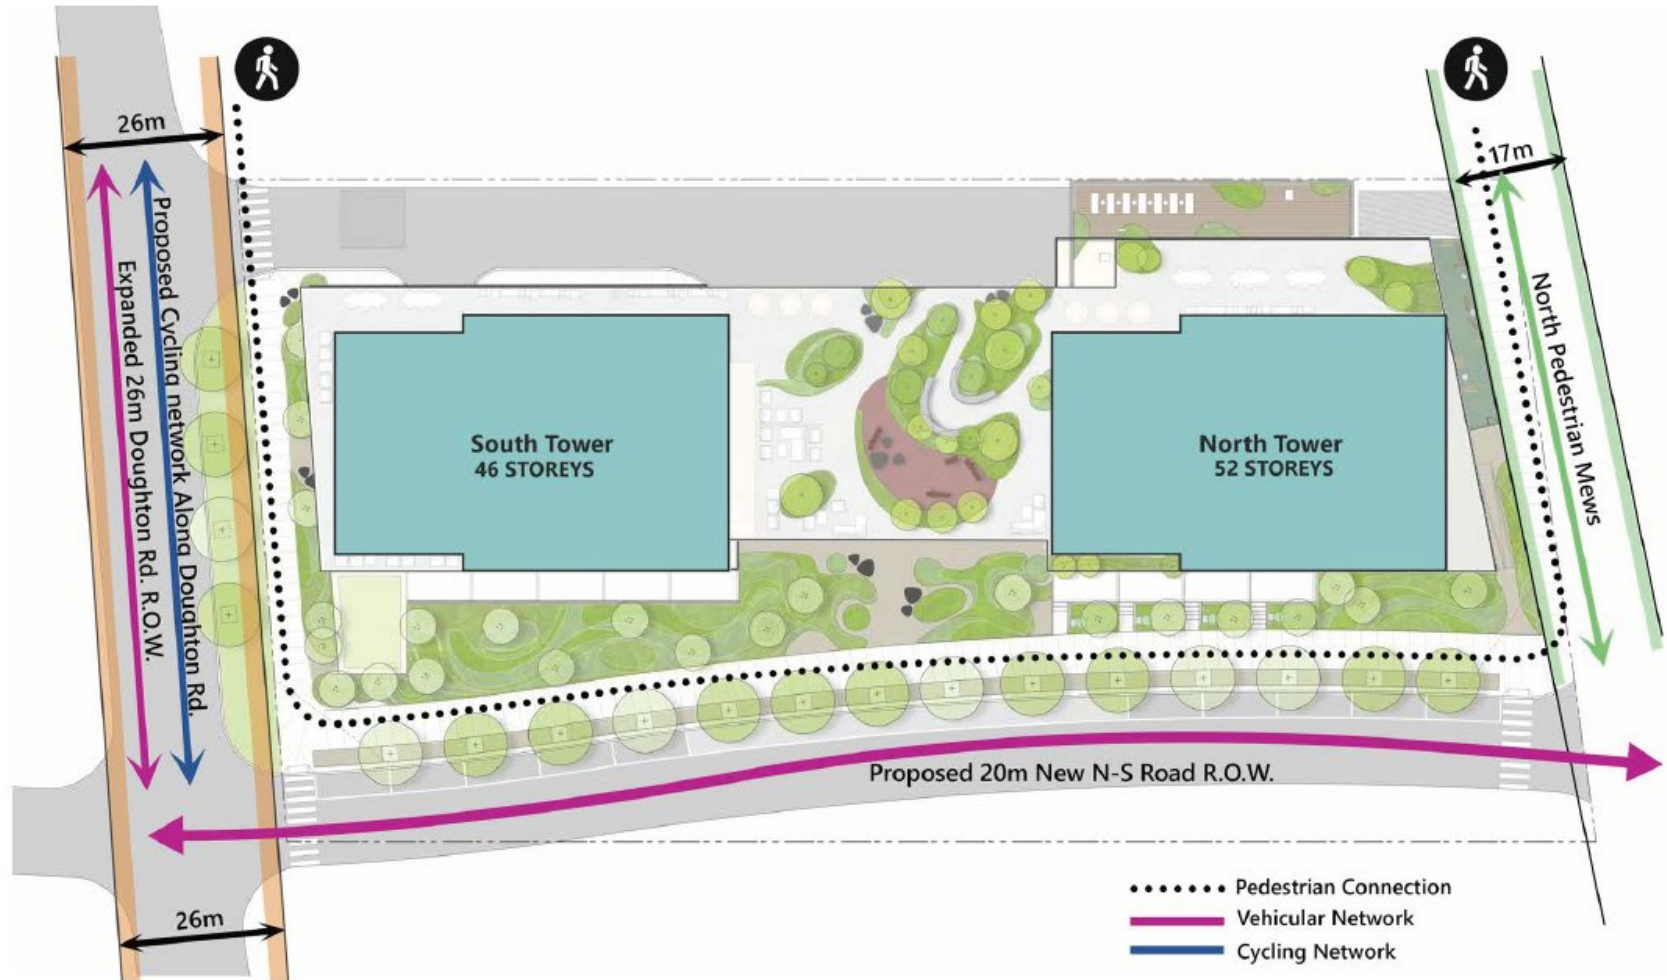 26m
17m
Proposed Cycling network Along Doughton Rd.
Expanded 26m Doughton Rd. R.O.W.
North Pedestrian Mews
South Tower
46 STOREYS
North Tower
52 STOREYS
Proposed 20m New N-S Road R.O.W.
26m
Pedestrian Connection
Vehicular Network
Cycling Network